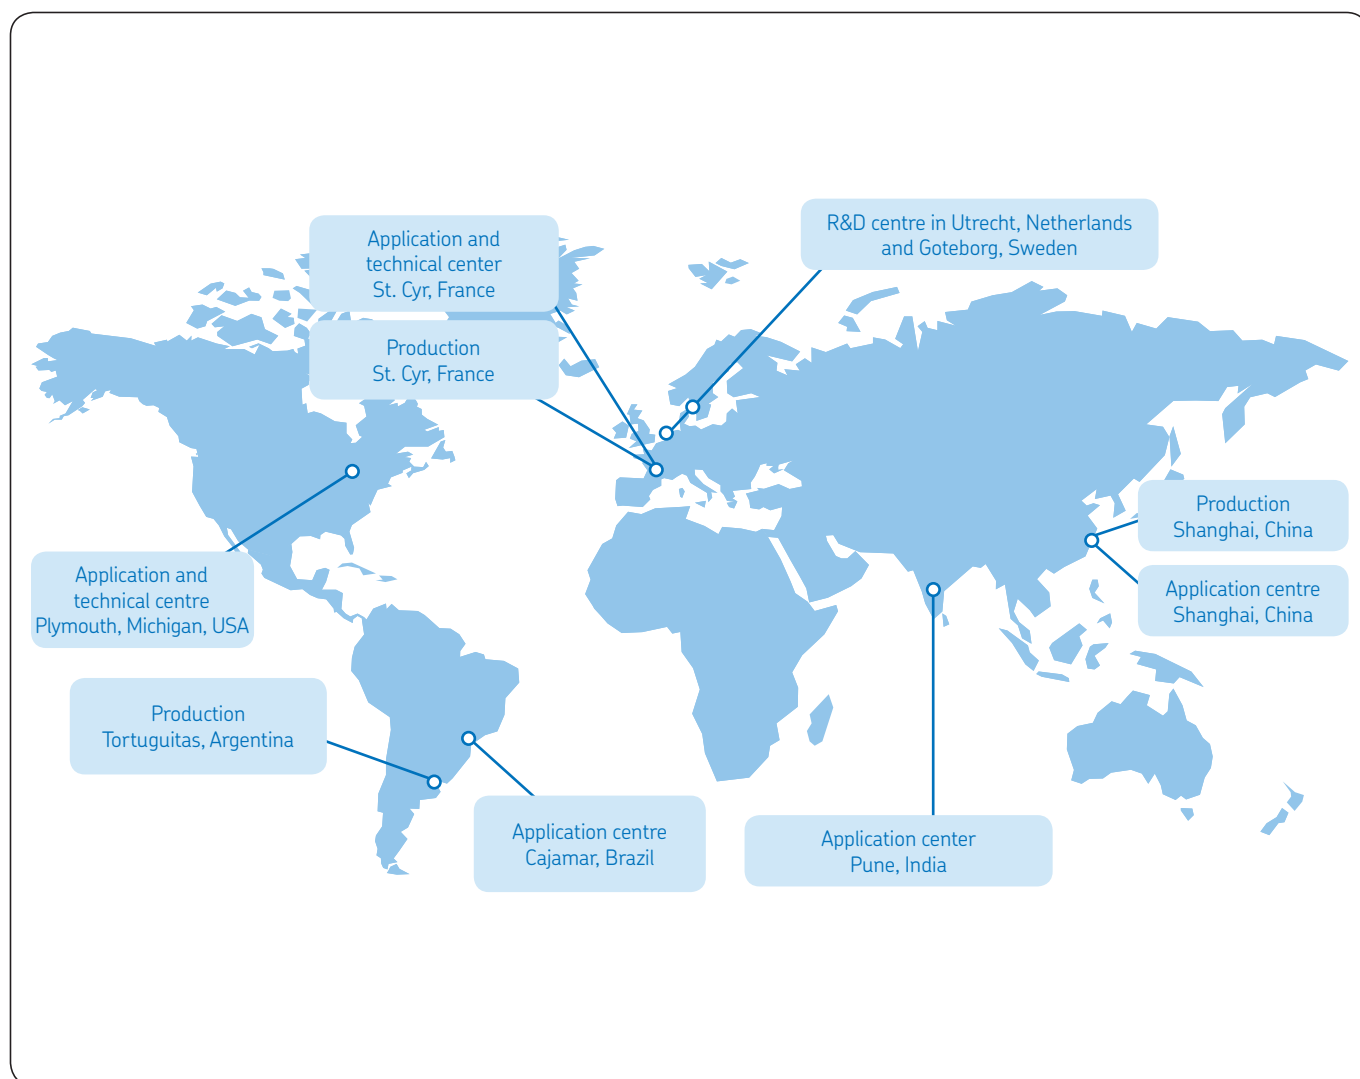 R&D centre in Utrecht, Netherlands
and Goteborg, Sweden
Application and
technical center
St. Cyr, France
Production
St. Cyr, France
Production
Shanghai, China
Application centre
Shanghai, China
Application and
technical centre
Plymouth, Michigan, USA
Production
Tortuguitas, Argentina
Application centre
Cajamar, Brazil
Application center
Pune, India